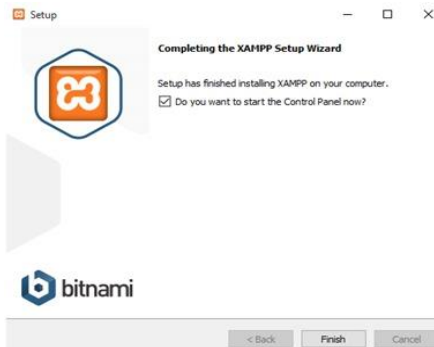 Setup
Completing the XAMPP Setup Wizard
Setup has finished installing XAMPP on your computer.
Do you want to start the Control Panel now?
bitnami
< Back
Finish
Cancel